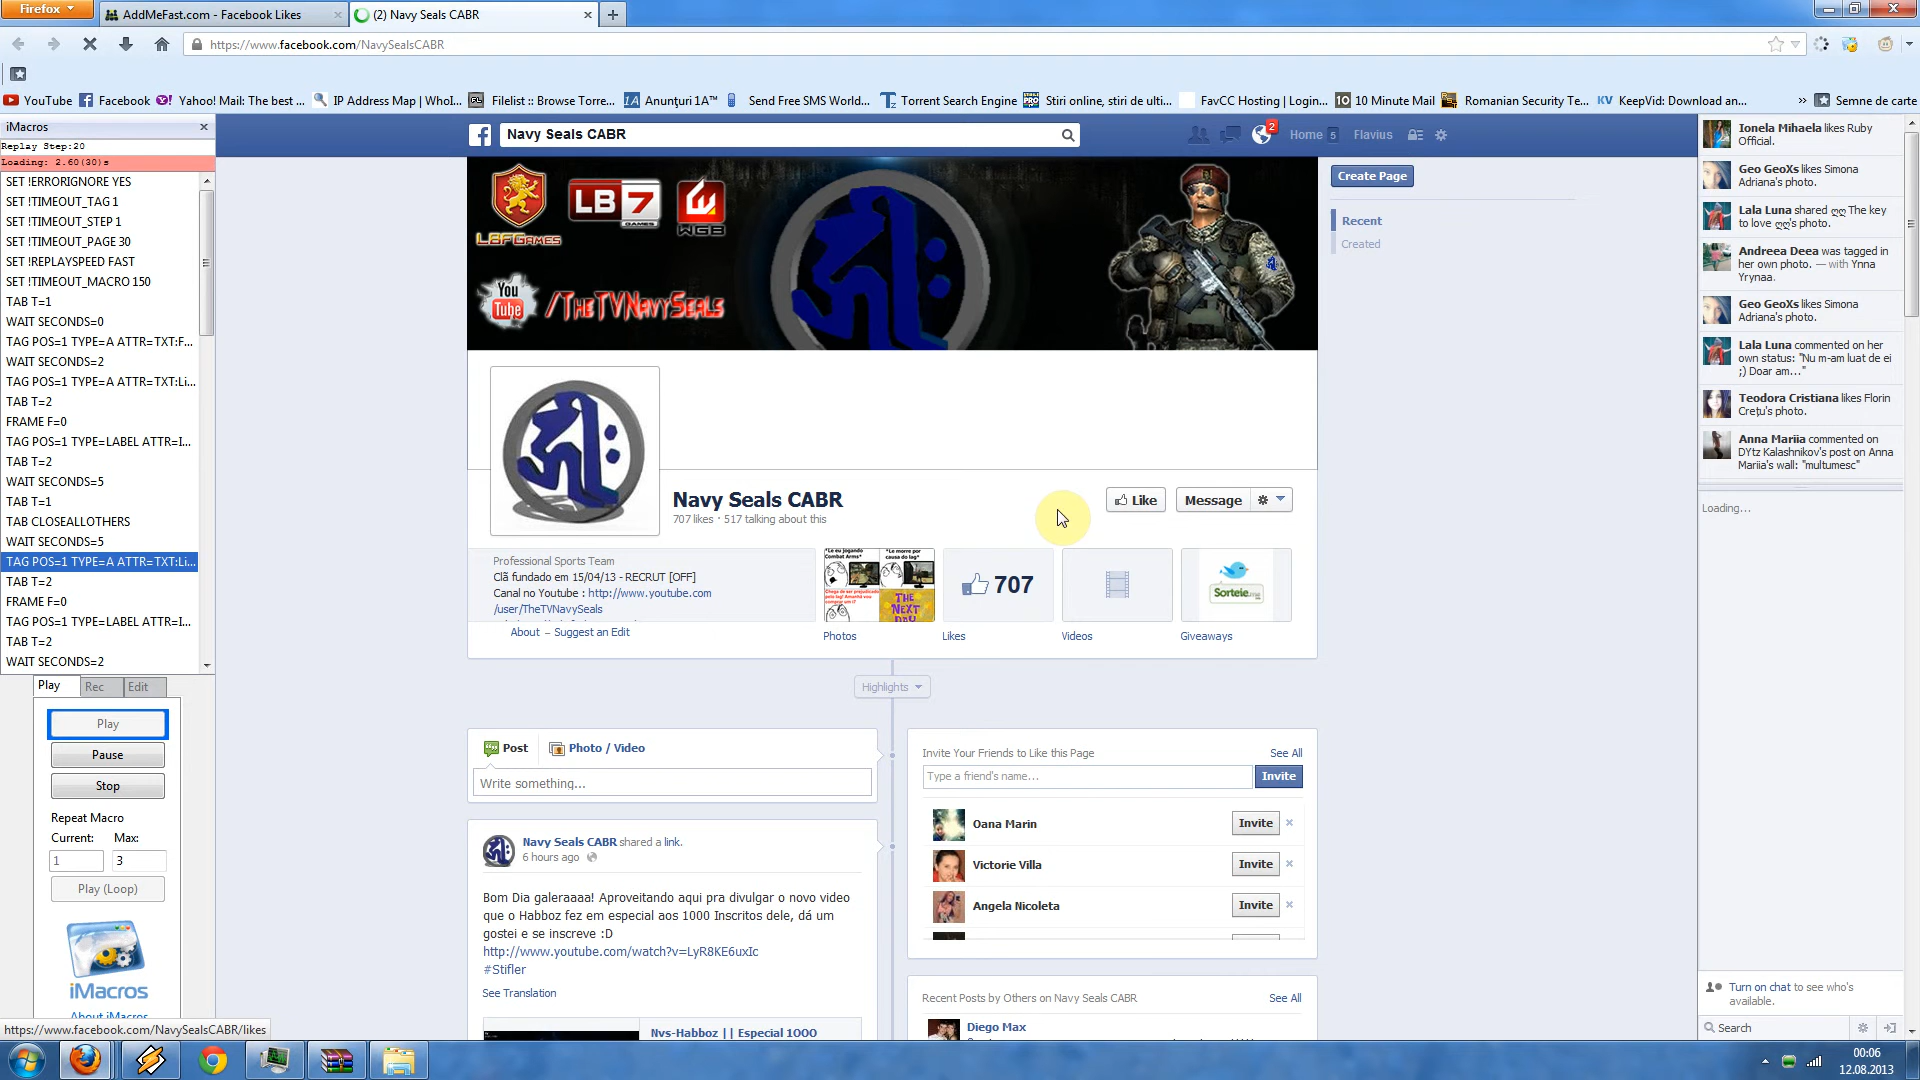 Firefox
AddMeFast.com - Facebook Likes
(2) Navy Seals CABR
https://www.facebook.com/NavySealsCABR
YouTube
Facebook
Yahoo! Mail: The best ...
IP Address Map | WhoI...
Filelist :: Browse Torre...
Anunţuri 1A™
Send Free SMS World...
Torrent Search Engine
Stiri online, stiri de ulti...
FavCC Hosting | Login...
10 Minute Mail
Romanian Security Te...
KeepVid: Download an...
Semne de carte
iMacros
Replay Step:20
Loading: 2.60(30)s
SET !ERRORIGNORE YES
SET !TIMEOUT_TAG 1
SET !TIMEOUT_STEP 1
SET !TIMEOUT_PAGE 30
SET !REPLAYSPEED FAST
SET !TIMEOUT_MACRO 150
TAB T=1
WAIT SECONDS=0
TAG POS=1 TYPE=A ATTR=TXT:F...
WAIT SECONDS=2
TAG POS=1 TYPE=A ATTR=TXT:Li...
TAB T=2
FRAME F=0
TAG POS=1 TYPE=LABEL ATTR=I...
TAB T=2
WAIT SECONDS=5
TAB T=1
TAB CLOSEALLOTHERS
WAIT SECONDS=5
TAG POS=1 TYPE=A ATTR=TXT:Li...
TAB T=2
FRAME F=0
TAG POS=1 TYPE=LABEL ATTR=I...
TAB T=2
WAIT SECONDS=2
Play
Rec
Edit
Play
Pause
Stop
Repeat Macro
Current:
Max:
1
3
Play (Loop)
iMacros
About iMacros
https://www.facebook.com/NavySealsCABR/likes
Navy Seals CABR
2
Home 5
Flavius
LB7
GAMES
WGB
You
Tube
/TheTVNavySeals
Navy Seals CABR
707 likes · 517 talking about this
Like
Message
Professional Sports Team
Clã fundado em 15/04/13 - RECRUT [OFF]
Canal no Youtube : http://www.youtube.com
/user/TheTVNavySeals
About – Suggest an Edit
THE
NEXT
DAY
Photos
707
Likes
Videos
Sorteie.me
Giveaways
Highlights
Post
Photo / Video
Write something...
Navy Seals CABR shared a link.
6 hours ago
Bom Dia galeraaaa! Aproveitando aqui pra divulgar o novo video
que o Habboz fez em especial aos 1000 Inscritos dele, dá um
gostei e se inscreve :D
http://www.youtube.com/watch?v=LyR8KE6uxIc
#Stifler
See Translation
Nvs-Habboz || Especial 1000
Invite Your Friends to Like this Page
See All
Type a friend's name...
Invite
Oana Marin
Invite
Victorie Villa
Invite
Angela Nicoleta
Invite
Recent Posts by Others on Navy Seals CABR
See All
Diego Max
Create Page
Recent
Created
Ionela Mihaela likes Ruby
Official.
Geo GeoXs likes Simona
Adriana's photo.
Lala Luna shared ღღ The key
to love ღღ's photo.
Andreea Deea was tagged in
her own photo. — with Ynna
Yrynaa.
Geo GeoXs likes Simona
Adriana's photo.
Lala Luna commented on her
own status: "Nu m-am luat de ei
;) Doar am..."
Teodora Cristiana likes Florin
Crețu's photo.
Anna Mariia commented on
DYtz Kalashnikov's post on Anna
Mariia's wall: "multumesc"
Loading...
Turn on chat to see who's
available.
Search
00:06
12.08.2013